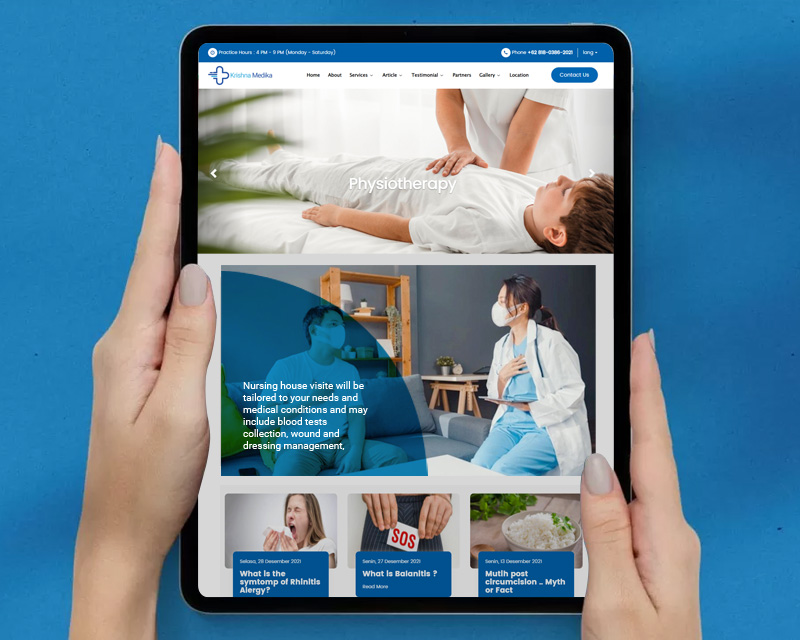 Practice Hours : 4 PM - 9 PM (Monday - Saturday)
Phone +62 818-0386-2021
lang
Krishna Medika
Home About Services Article Testimonial Partners Gallery Location
Contact Us
Physiotherapy
Nursing house visite will be
tailored to your needs and
medical conditions and may
include blood tests
collection, wound and
dressing management,
SOS
Selasa, 28 Desember 2021
What is the
symtomp of Rhinitis
Alergy?
Senin, 27 Desember 2021
What is Balanitis ?
Read More
Senin, 13 Desember 2021
Mutih post
circumcision .. Myth
or Fact